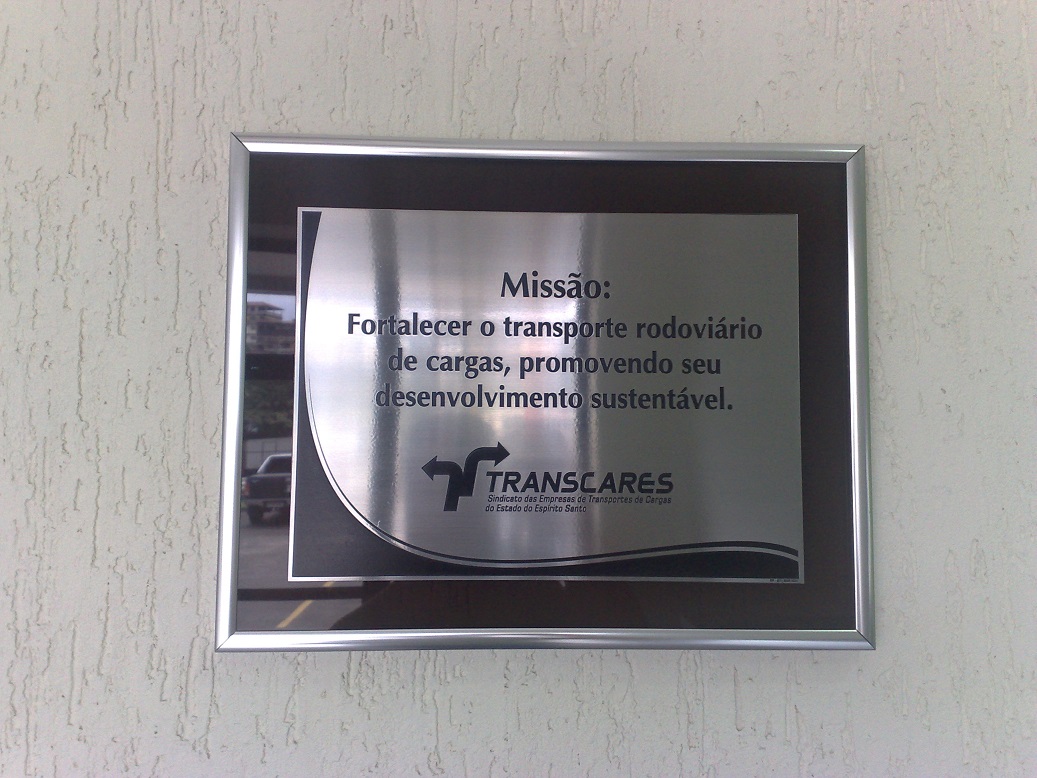 Missão:
Fortalecer o transporte rodoviário
de cargas, promovendo seu
desenvolvimento sustentável.
TRANSCARES
Sindicato das Empresas de Transportes de Cargas
do Estado do Espírito Santo